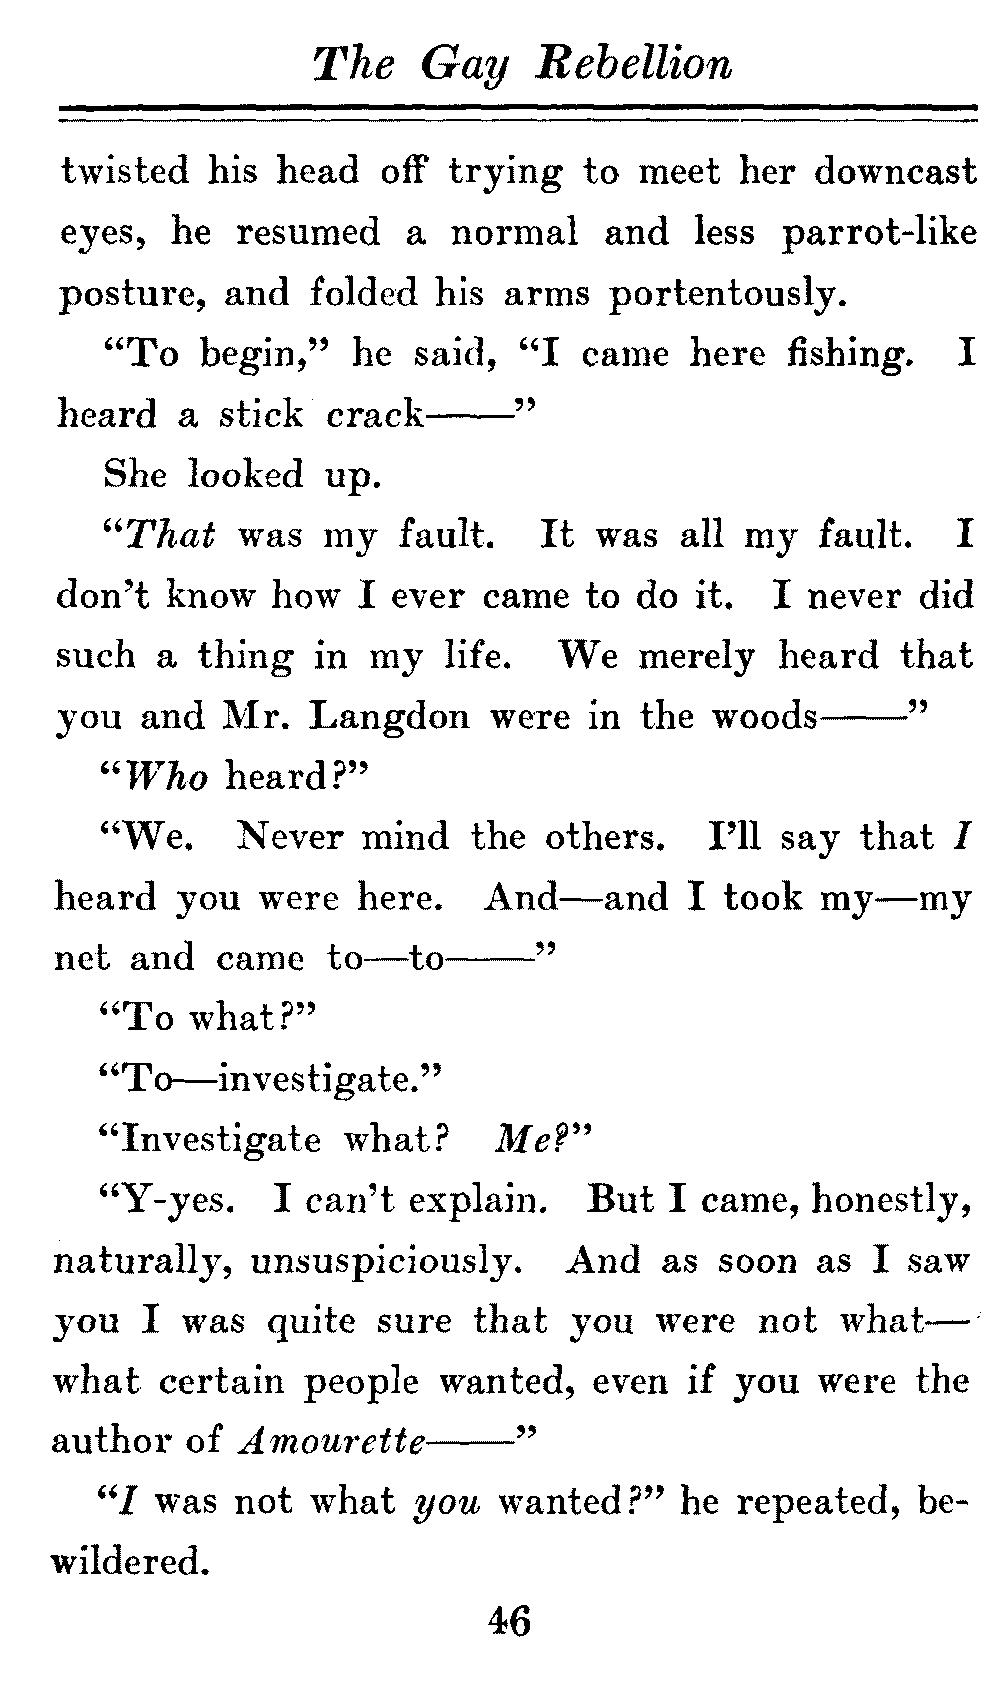 The Gay Rebellion
twisted his head off trying to meet her downcast
eyes, he resumed a normal and less parrot-like
posture, and folded his arms portentously.
“To begin,” he said, “I came here fishing. I
heard a stick crack——”
She looked up.
“That was my fault. It was all my fault. I
don’t know how I ever came to do it. I never did
such a thing in my life. We merely heard that
you and Mr. Langdon were in the woods——”
“Who heard?”
“We. Never mind the others. I’ll say that I
heard you were here. And—and I took my—my
net and came to—to——”
“To what?”
“To—investigate.”
“Investigate what? Me?”
“Y-yes. I can’t explain. But I came, honestly,
naturally, unsuspiciously. And as soon as I saw
you I was quite sure that you were not what—
what certain people wanted, even if you were the
author of Amourette——”
“I was not what you wanted?” he repeated, be-
wildered.
46